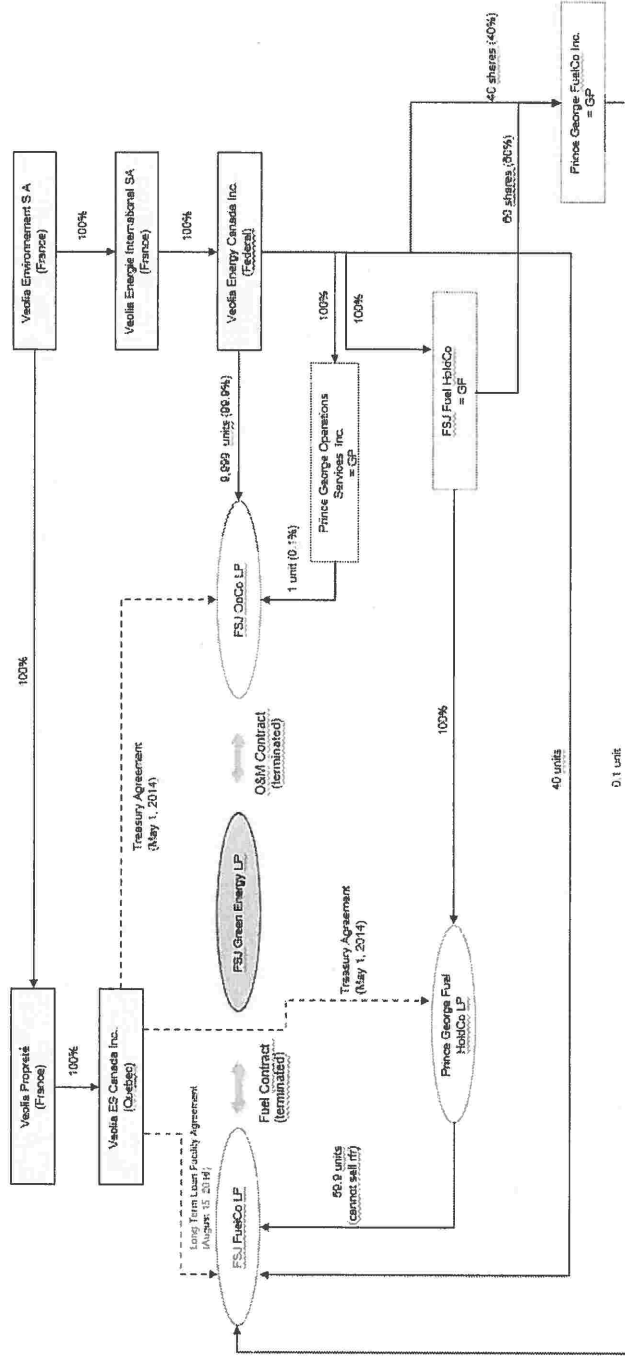 Veolia Environnement S A
(France)
100%
100%
Veolia Propreté
(France)
Veolia Energie International SA
(France)
100%
100%
Veolia ES Canada Inc.
(Quebec)
Veolia Energy Canada Inc.
(Federal)
Treasury Agreement
(May 1, 2014)
Long Term Loan Facility Agreement
(August 15,
9,999 units (99.9%)
100%
100%
40 shares (40%)
FSJ FuelCo LP
Fuel Contract
(terminated)
FSJ Green Energy LP
O&M Contract
(terminated)
FSJ OpCo LP
1 unit (0.1%)
Prince George Operations
Services Inc.
= GP
Treasury Agreement
(May 1, 2014)
60 shares (60%)
59.9 units
(cannot sell rfr)
Prince George Fuel
HoldCo LP
100%
FSJ Fuel HoldCo
= GP
Prince George FuelCo Inc.
= GP
40 units
0.1 unit